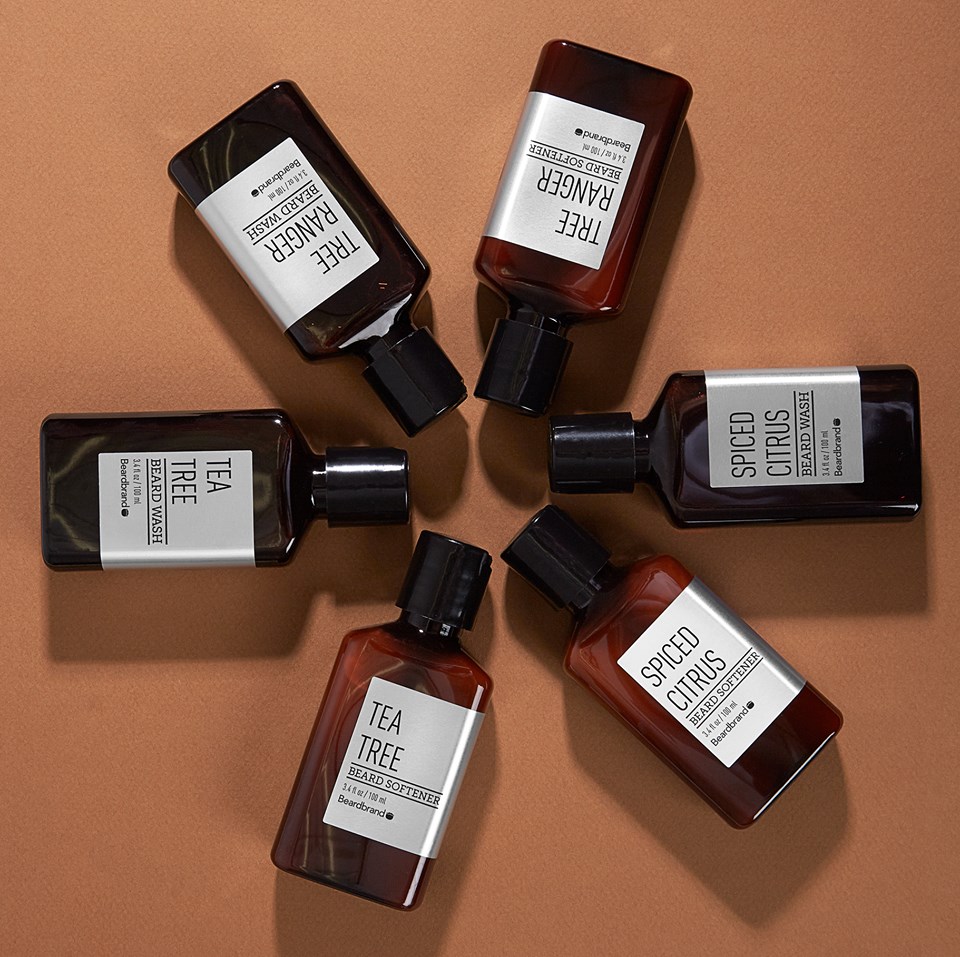 TREE
RANGER
BEARD WASH
3.4 fl oz / 100 ml
Beardbrand
TREE
RANGER
BEARD SOFTENER
3.4 fl oz / 100 ml
Beardbrand
TEA
TREE
BEARD WASH
3.4 fl oz / 100 ml
Beardbrand
SPICED
CITRUS
BEARD WASH
3.4 fl oz / 100 ml
Beardbrand
TEA
TREE
BEARD SOFTENER
3.4 fl oz / 100 ml
Beardbrand
SPICED
CITRUS
BEARD SOFTENER
3.4 fl oz / 100 ml
Beardbrand